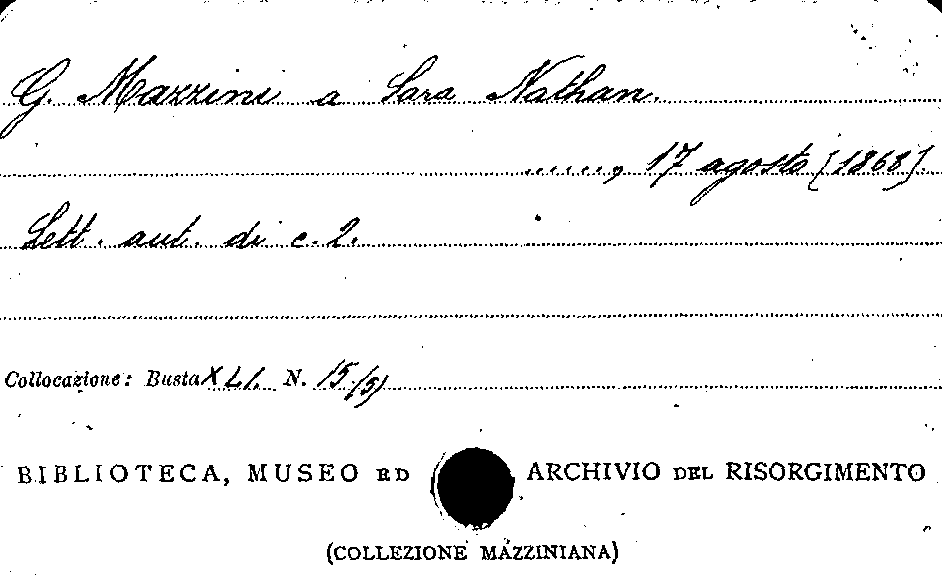 G. Mazzini a Sara Nathan.
......, 17 agosto [1868].
Lett. aut. di c. 2.
Collocazione: Busta XLI. N. 15/(5)
BIBLIOTECA, MUSEO ED ARCHIVIO DEL RISORGIMENTO
(COLLEZIONE MAZZINIANA)